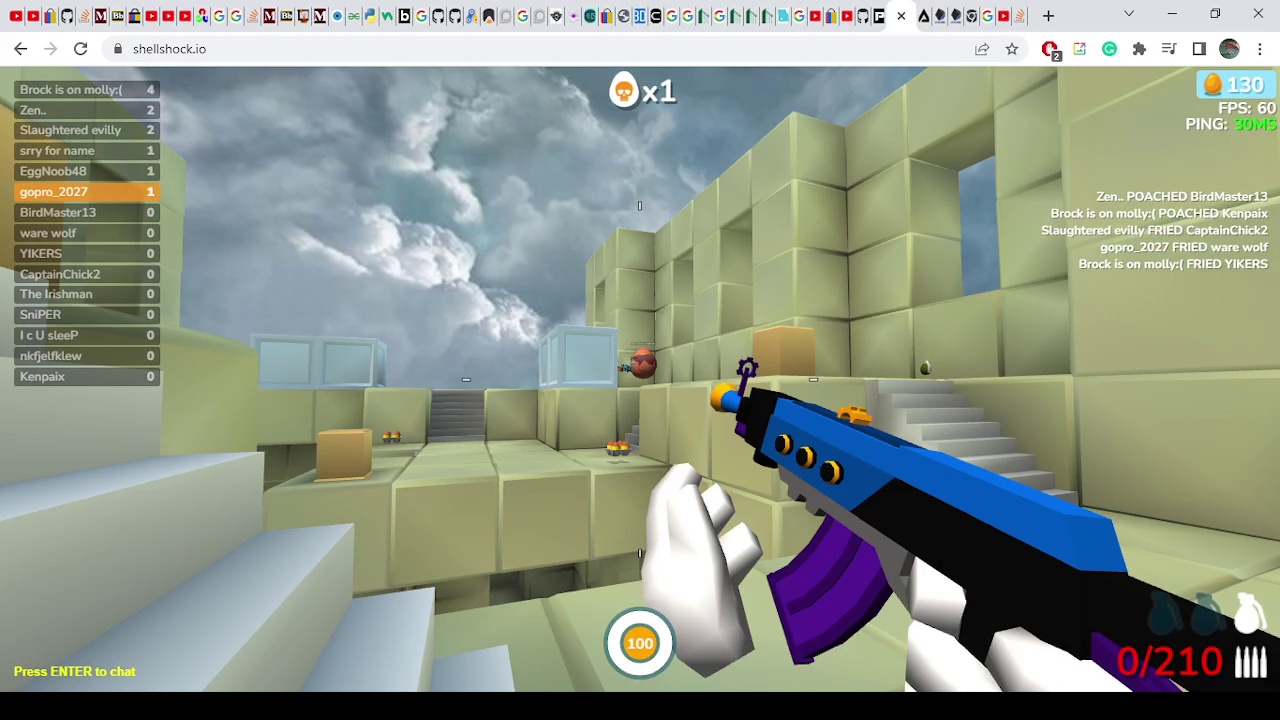 shellshock.io
2
Brock is on molly:( 4
Zen.. 2
Slaughtered evilly 2
srry for name 1
EggNoob48 1
gopro_2027 1
BirdMaster13 0
ware wolf 0
YIKERS 0
CaptainChick2 0
The Irishman 0
SniPER 0
I c U sleeP 0
nkfjelfklew 0
Kenpaix 0
x1
130
FPS: 60
PING: 30MS
Zen.. POACHED BirdMaster13
Brock is on molly:( POACHED Kenpaix
Slaughtered evilly FRIED CaptainChick2
gopro_2027 FRIED ware wolf
Brock is on molly:( FRIED YIKERS
100
0/210
Press ENTER to chat